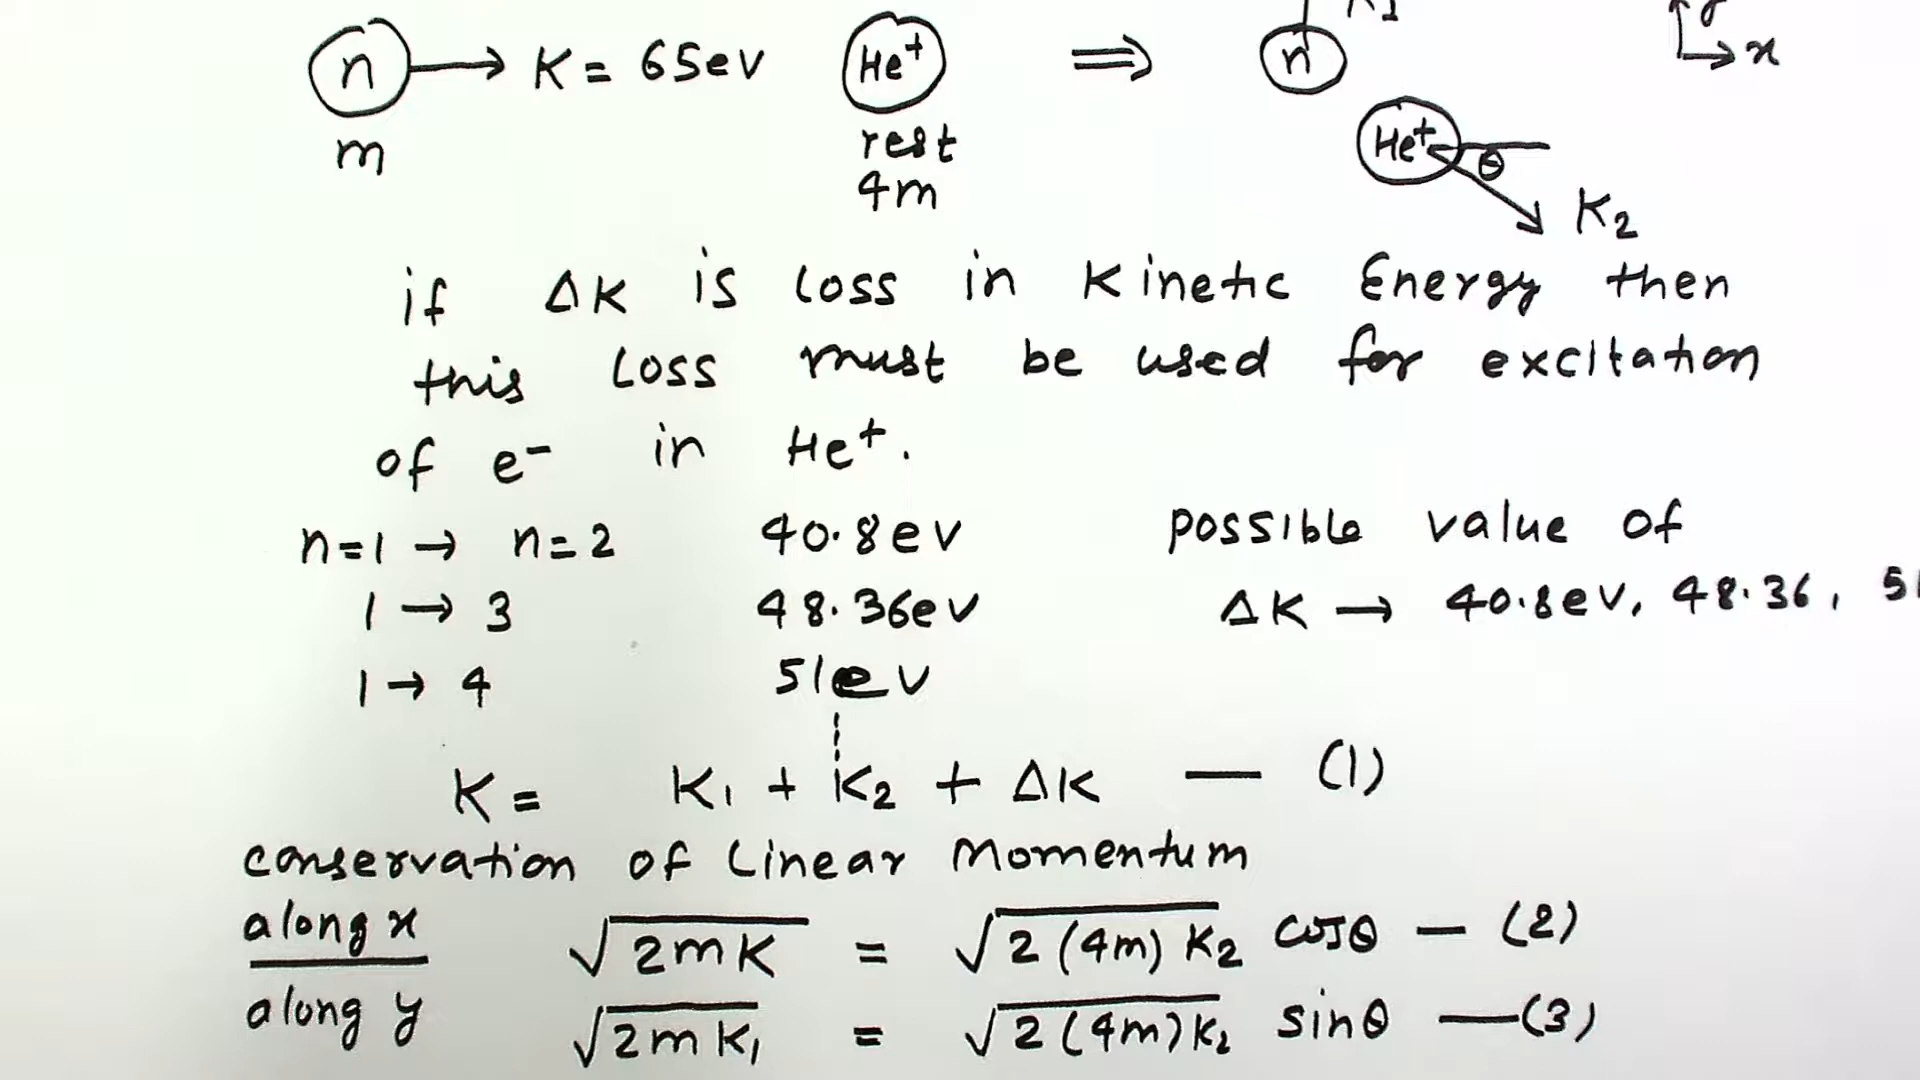 n → K = 65ev He+ ⇒ n
m rest He+ θ
4m K2
x
if ΔK is loss in Kinetic Energy then
this loss must be used for excitation
of e- in He+.
n=1 → n=2 40.8ev possible value of
1 → 3 48.36ev ΔK → 40.8ev, 48.36,
1 → 4 51ev
K = K1 + K2 + ΔK — (1)
conservation of Linear Momentum
along x √2mK = √2(4m)K2 cosθ — (2)
along y √2mK1 = √2(4m)K2 sinθ — (3)